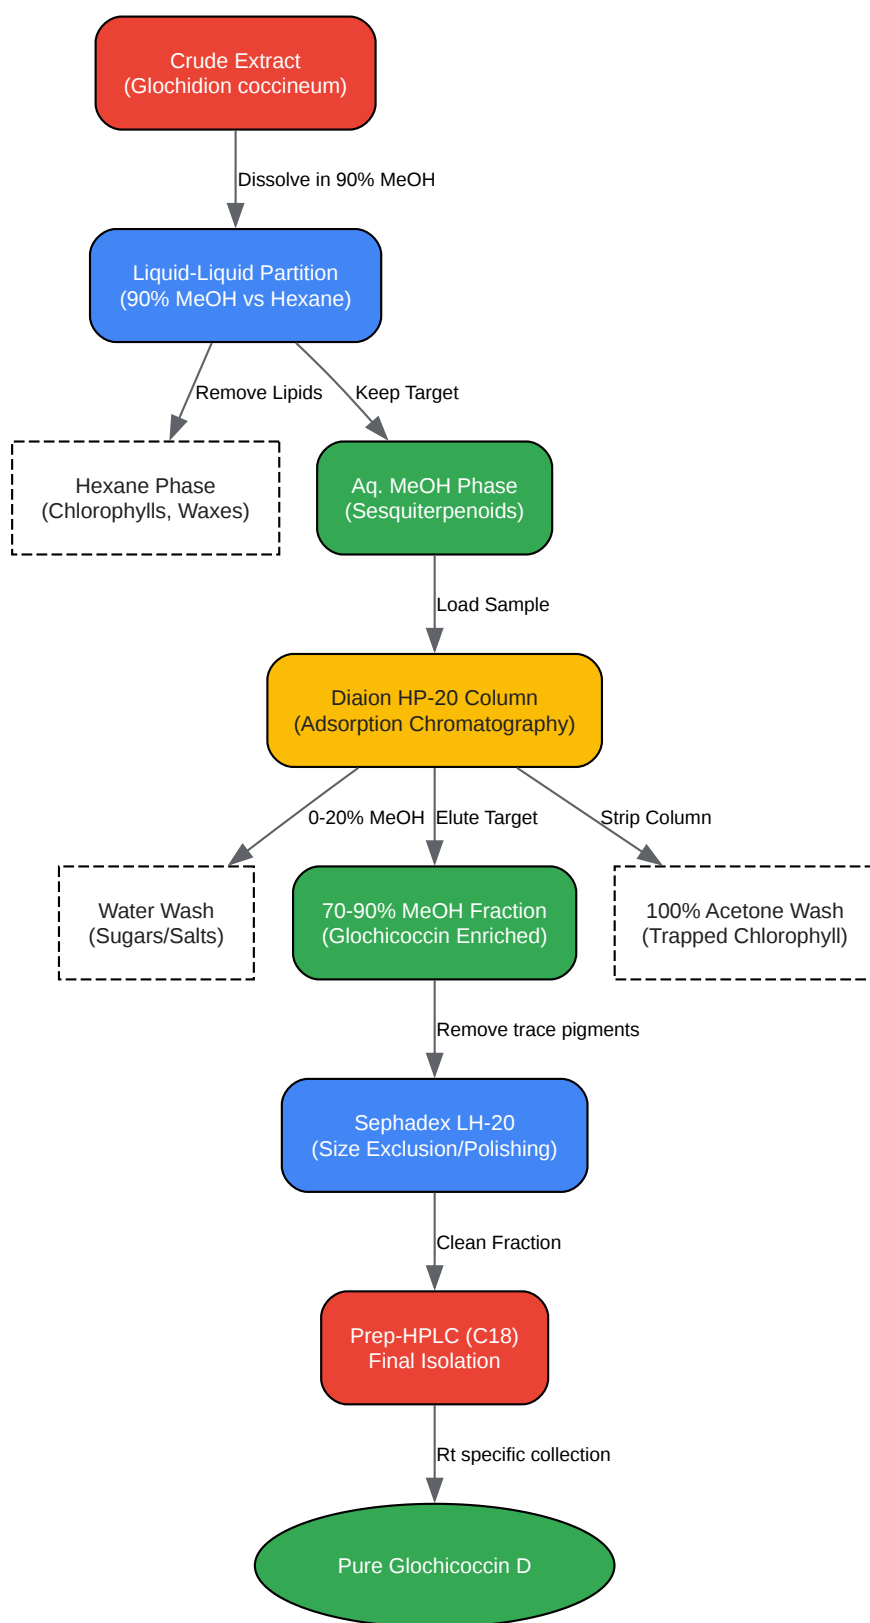 Crude Extract
(Glochidion coccineum)
Dissolve in 90% MeOH
Liquid-Liquid Partition
(90% MeOH vs Hexane)
Remove Lipids
Keep Target
Hexane Phase
(Chlorophylls, Waxes)
Aq. MeOH Phase
(Sesquiterpenoids)
Load Sample
Diaion HP-20 Column
(Adsorption Chromatography)
0-20% MeOH
Elute Target
Strip Column
Water Wash
(Sugars/Salts)
70-90% MeOH Fraction
(Glochicoccin Enriched)
100% Acetone Wash
(Trapped Chlorophyll)
Remove trace pigments
Sephadex LH-20
(Size Exclusion/Polishing)
Clean Fraction
Prep-HPLC (C18)
Final Isolation
Rt specific collection
Pure Glochicoccin D